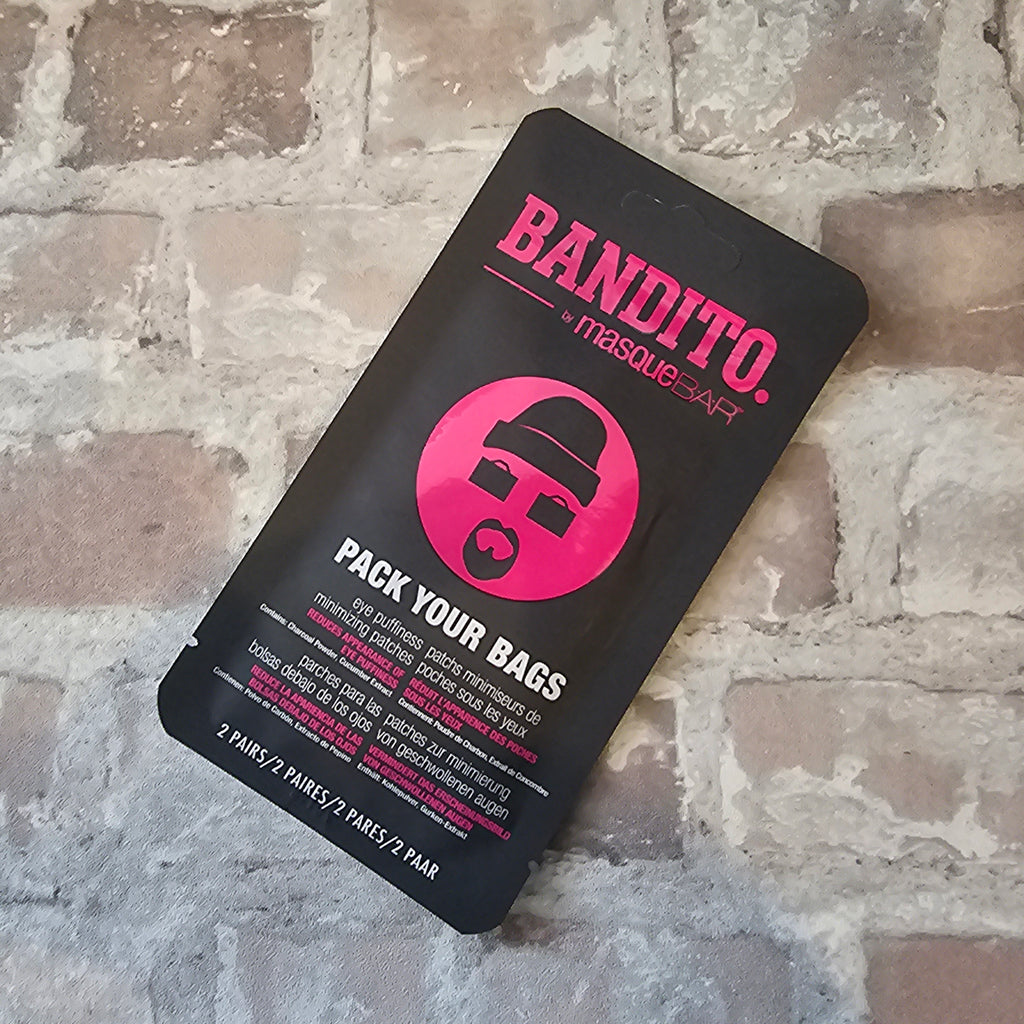 BANDITO.
by masqueBAR™
PACK YOUR BAGS
eye puffiness
minimizing patches
REDUCES APPEARANCE OF
EYE PUFFINESS
Contains: Charcoal Powder, Cucumber Extract
patchs minimiseurs de
poches sous les yeux
RÉDUIT L'APPARENCE DES POCHES
SOUS LES YEUX
Contiennent: Poudre de Charbon, Extrait de Concombre
parches para las
bolsas debajo de los ojos
REDUCE LA APARIENCIA DE LAS
BOLSAS DEBAJO DE LOS OJOS
Contienen: Polvo de Carbón, Extracto de Pepino
patches zur minimierung
von geschwollenen augen
VERMINDERT DAS ERSCHEINUNGSBILD
VON GESCHWOLLENEN AUGEN
Enthält: Kohlepulver, Gurken-Extrakt
2 PAIRS/2 PAIRES/2 PARES/2 PAAR